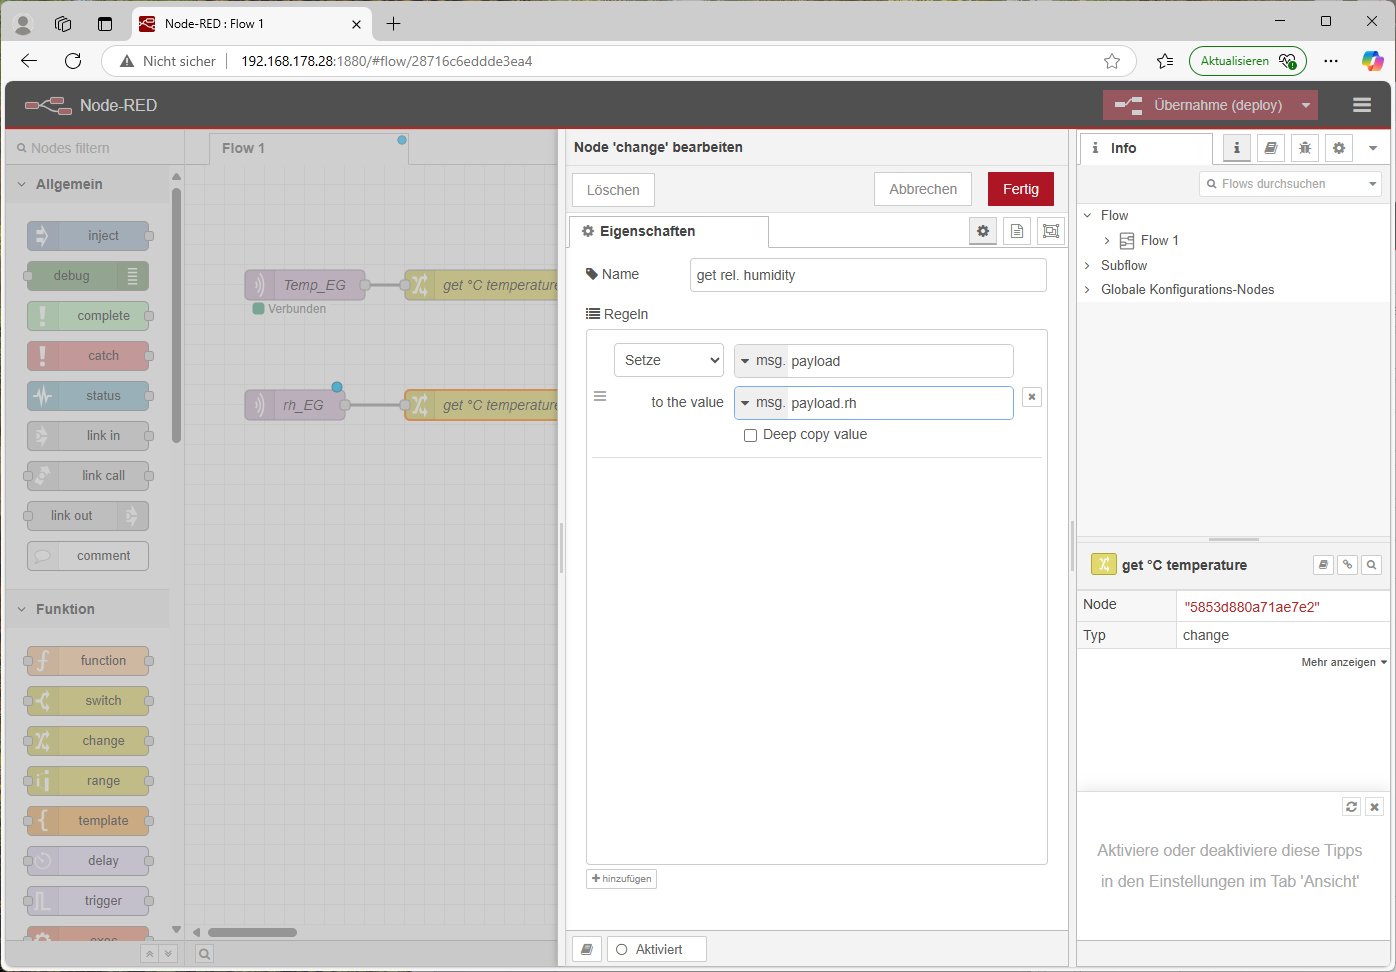 Node-RED : Flow 1
Nicht sicher
192.168.178.28:1880/#flow/28716c6eddde3ea4
Aktualisieren
Node-RED
Übernahme (deploy)
Nodes filtern
Allgemein
inject
debug
complete
catch
status
link in
link call
link out
comment
Funktion
function
switch
change
range
template
delay
trigger
exec
Flow 1
Temp_EG
get °C temperature
Verbunden
rh_EG
get °C temperature
Node 'change' bearbeiten
Löschen
Abbrechen
Fertig
Eigenschaften
Name
get rel. humidity
Regeln
Setze
msg. payload
to the value
msg. payload.rh
Deep copy value
hinzufügen
Aktiviert
Info
Flows durchsuchen
Flow
Flow 1
Subflow
Globale Konfigurations-Nodes
get °C temperature
Node
"5853d880a71ae7e2"
Typ
change
Mehr anzeigen
Aktiviere oder deaktiviere diese Tipps
in den Einstellungen im Tab 'Ansicht'